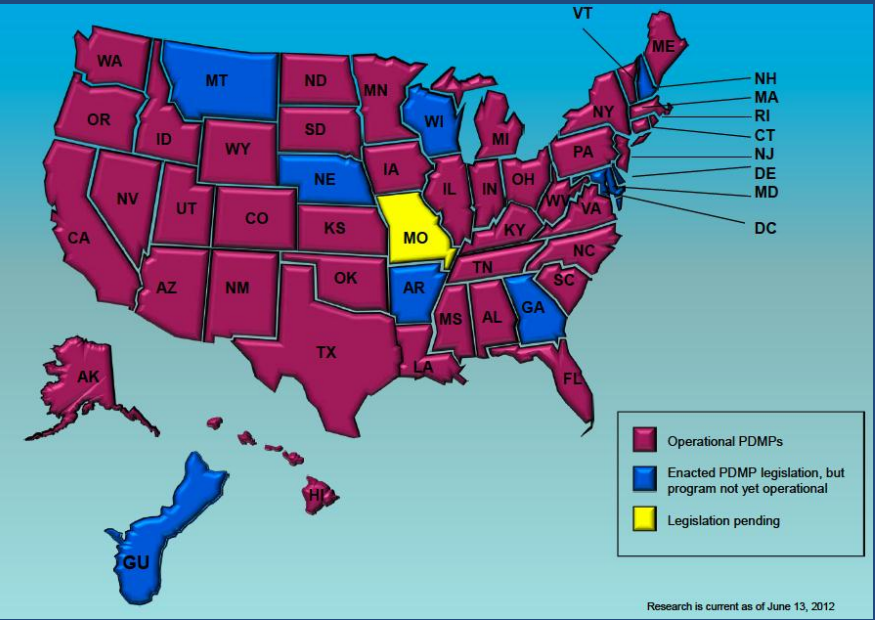 VT
ME
WA
MT
ND
MN
NH
MA
OR
ID
SD
WI
NY
RI
WY
MI
CT
PA
NJ
IA
NE
DE
NV
IL
IN
OH
MD
UT
CO
WV
VA
KS
MO
KY
DC
CA
NC
TN
OK
SC
AZ
NM
AR
GA
MS
AL
TX
LA
AK
FL
HI
GU
Operational PDMPs
Enacted PDMP legislation, but
program not yet operational
Legislation pending
Research is current as of June 13, 2012